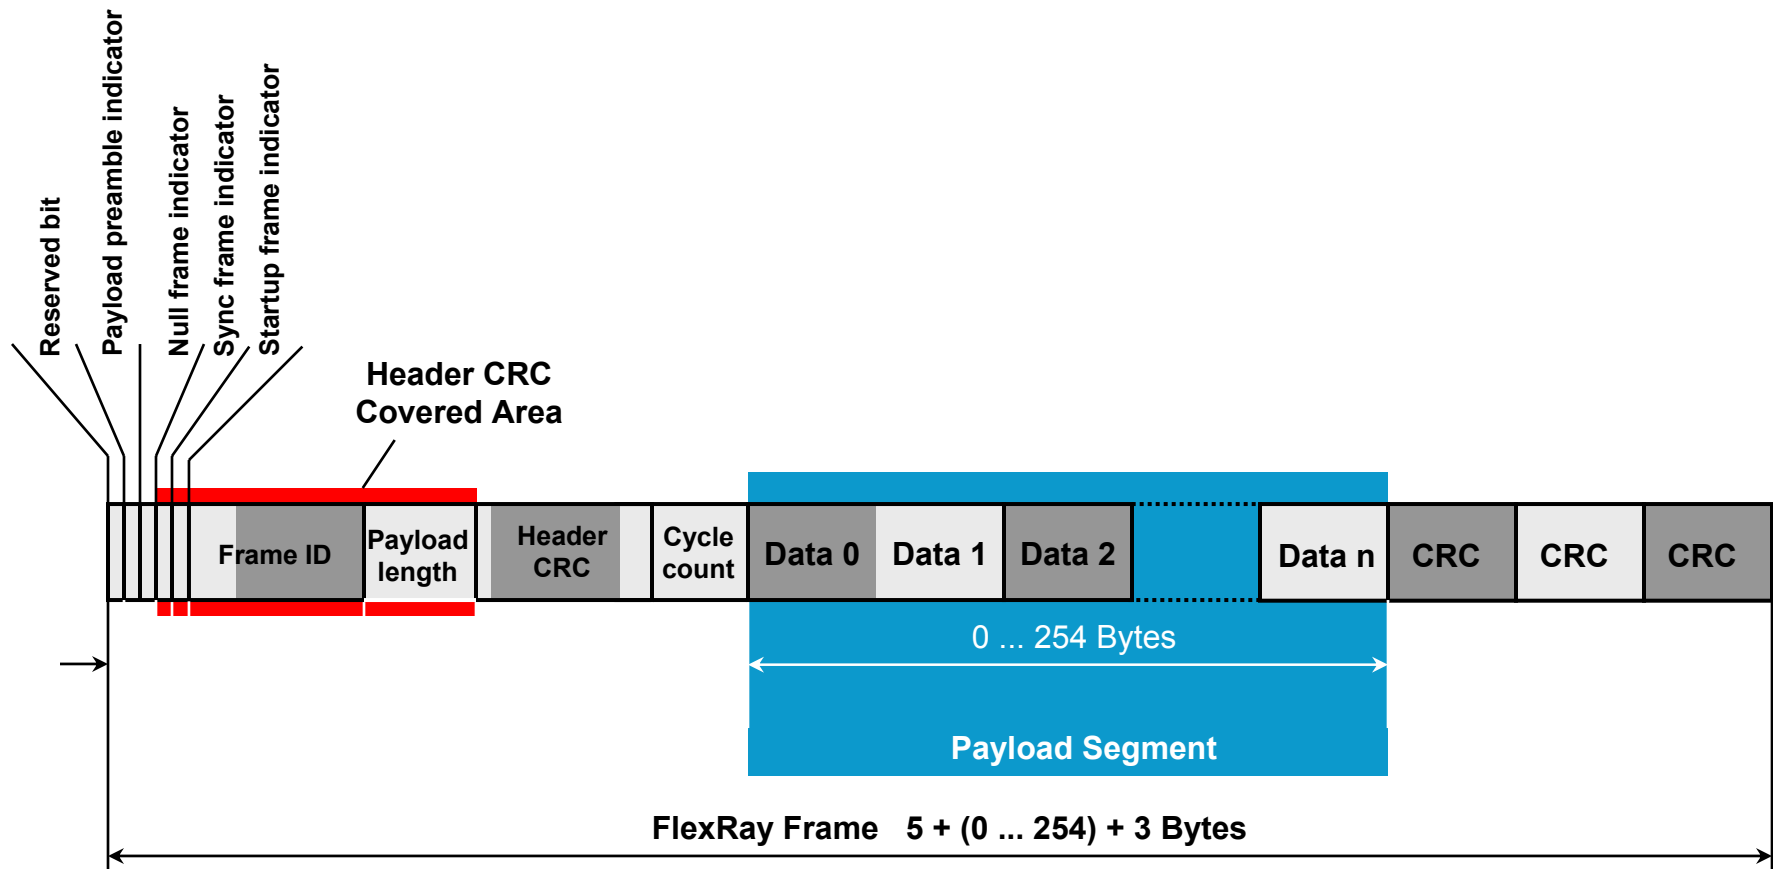 Reserved bit
Payload preamble indicator
Null frame indicator
Sync frame indicator
Startup frame indicator
Header CRC
Covered Area
Frame ID
Payload
length
Header
CRC
Cycle
count
Data 0
Data 1
Data 2
Data n
CRC
CRC
CRC
0 ... 254 Bytes
Payload Segment
FlexRay Frame 5 + (0 ... 254) + 3 Bytes